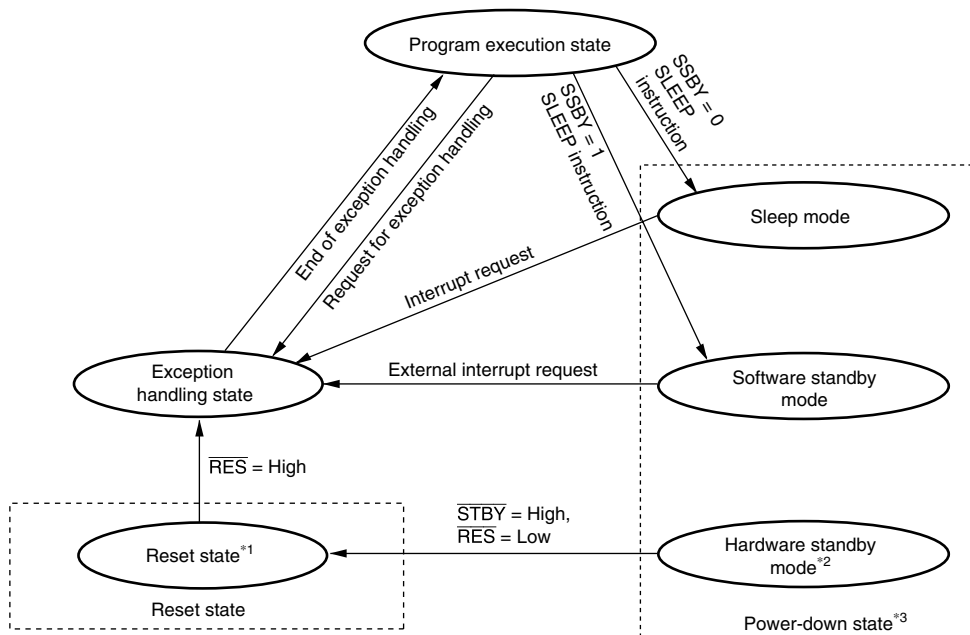 Program execution state
SSBY = 0
SLEEP
instruction
SSBY = 1
SLEEP instruction
End of exception handling
Request for exception handling
Sleep mode
Interrupt request
Exception
handling state
External interrupt request
Software standby
mode
RES = High
STBY = High,
RES = Low
Reset state*1
Hardware standby
mode*2
Reset state
Power-down state*3